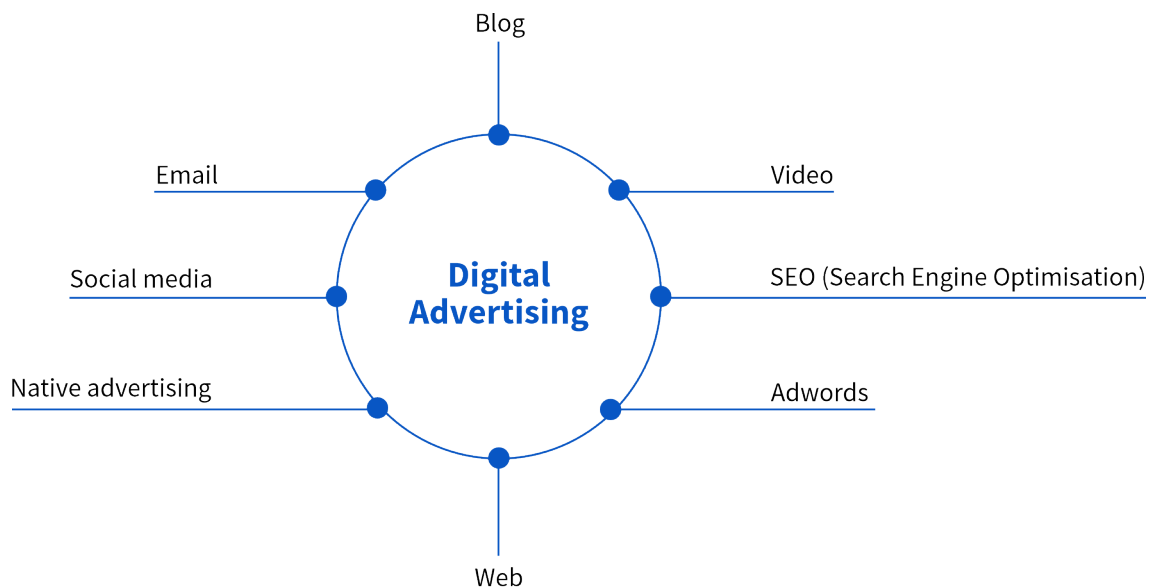 Blog
Email
Video
Social media
Digital
Advertising
SEO (Search Engine Optimisation)
Native advertising
Adwords
Web